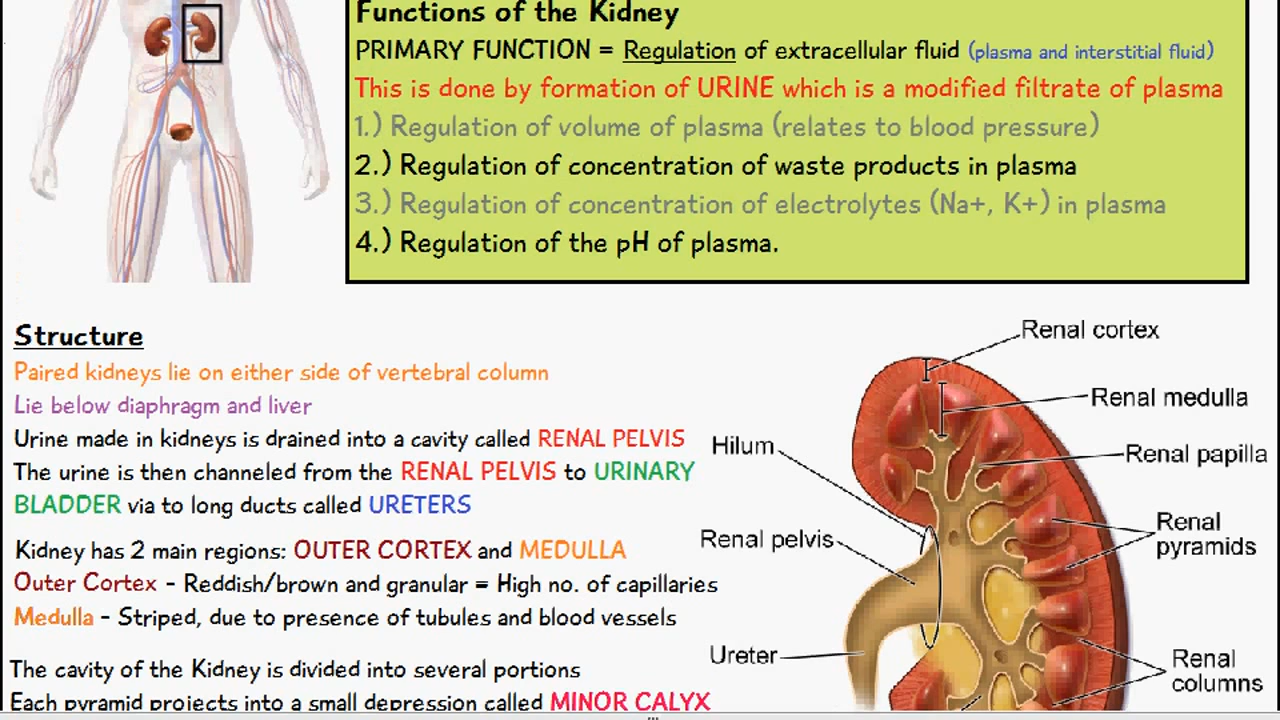 Functions of the Kidney
PRIMARY FUNCTION = Regulation of extracellular fluid (plasma and interstitial fluid)
This is done by formation of URINE which is a modified filtrate of plasma
1.) Regulation of volume of plasma (relates to blood pressure)
2.) Regulation of concentration of waste products in plasma
3.) Regulation of concentration of electrolytes (Na+, K+) in plasma
4.) Regulation of the pH of plasma.
Structure
Paired kidneys lie on either side of vertebral column
Lie below diaphragm and liver
Urine made in kidneys is drained into a cavity called RENAL PELVIS
The urine is then channeled from the RENAL PELVIS to URINARY
BLADDER via to long ducts called URETERS
Kidney has 2 main regions: OUTER CORTEX and MEDULLA
Outer Cortex - Reddish/brown and granular = High no. of capillaries
Medulla - Striped, due to presence of tubules and blood vessels
The cavity of the Kidney is divided into several portions
Each pyramid projects into a small depression called MINOR CALYX
Renal cortex
Renal medulla
Hilum
Renal papilla
Renal
pyramids
Renal pelvis
Ureter
Renal
columns